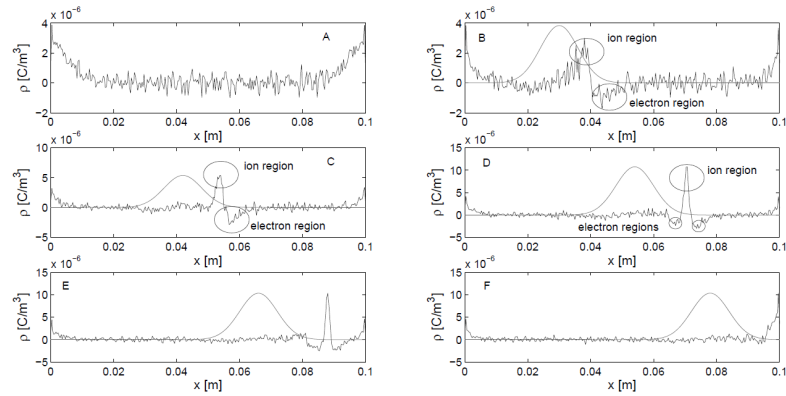 x 10⁻⁶
A
ρ [C/m³]
4
2
0
−2
0 0.02 0.04 0.06 0.08 0.1
x [m]
x 10⁻⁶
B
ion region
electron region
ρ [C/m³]
4
2
0
−2
0 0.02 0.04 0.06 0.08 0.1
x [m]
x 10⁻⁶
C
ion region
electron region
ρ [C/m³]
10
5
0
−5
0 0.02 0.04 0.06 0.08 0.1
x [m]
x 10⁻⁶
D
ion region
electron regions
ρ [C/m³]
15
10
5
0
−5
0 0.02 0.04 0.06 0.08 0.1
x [m]
x 10⁻⁶
E
ρ [C/m³]
15
10
5
0
−5
0 0.02 0.04 0.06 0.08 0.1
x [m]
x 10⁻⁶
F
ρ [C/m³]
15
10
5
0
−5
0 0.02 0.04 0.06 0.08 0.1
x [m]